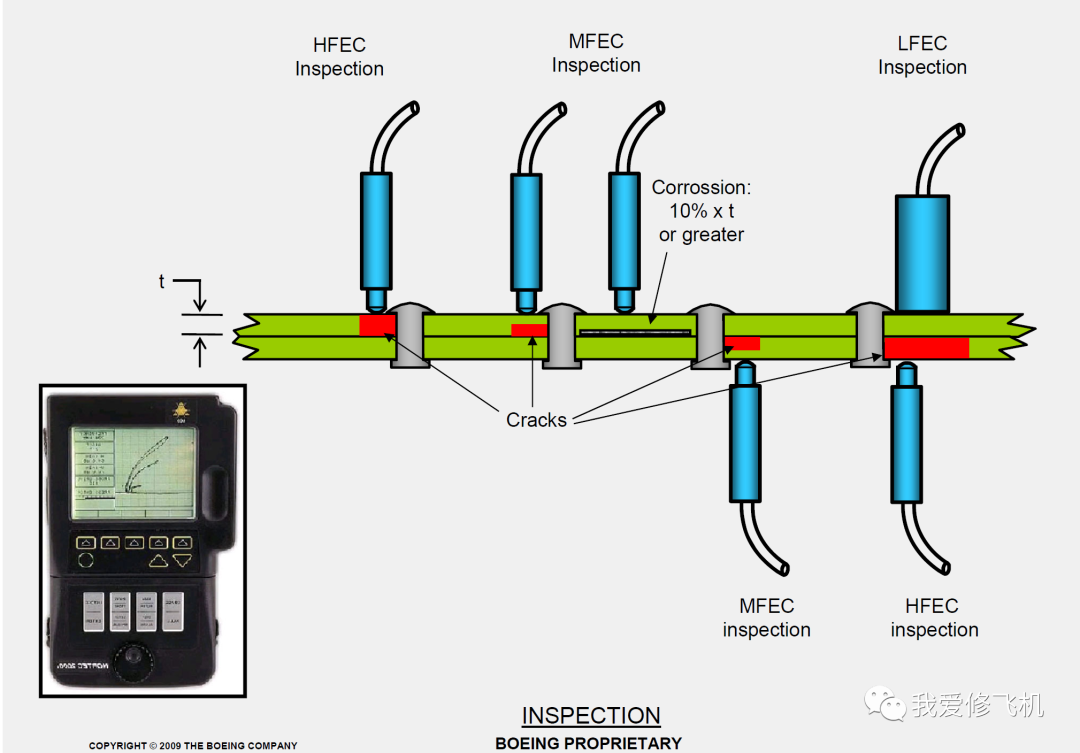 HFEC
Inspection
MFEC
Inspection
LFEC
Inspection
Corrossion:
10% x t
or greater
t
Cracks
MFEC
inspection
HFEC
inspection
INSPECTION
BOEING PROPRIETARY
COPYRIGHT © 2009 THE BOEING COMPANY
我爱修飞机